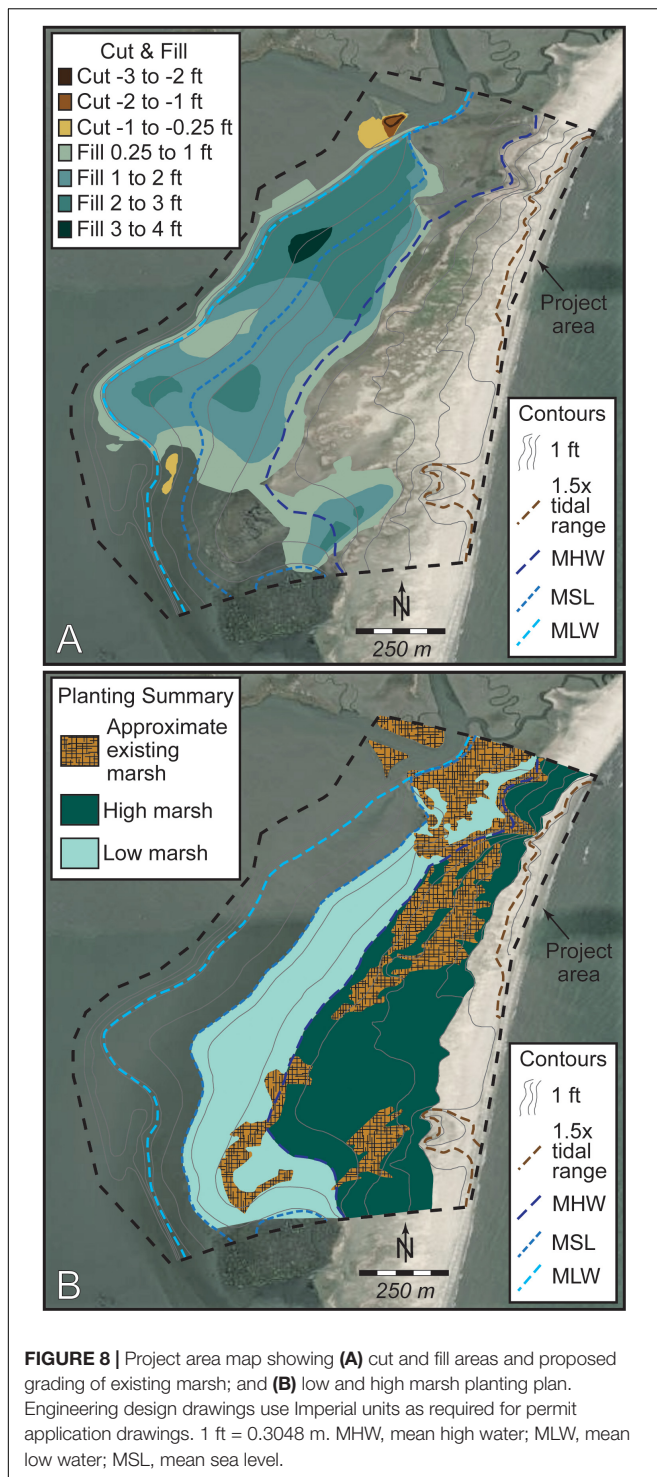 Cut & Fill
Cut -3 to -2 ft
Cut -2 to -1 ft
Cut -1 to -0.25 ft
Fill 0.25 to 1 ft
Fill 1 to 2 ft
Fill 2 to 3 ft
Fill 3 to 4 ft
Project
area
Contours
1 ft
1.5x
tidal
range
MHW
MSL
MLW
N
250 m
A
Planting Summary
Approximate
existing
marsh
High marsh
Low marsh
Project
area
Contours
1 ft
1.5x
tidal
range
MHW
MSL
MLW
N
250 m
B
FIGURE 8 | Project area map showing (A) cut and fill areas and proposed
grading of existing marsh; and (B) low and high marsh planting plan.
Engineering design drawings use Imperial units as required for permit
application drawings. 1 ft = 0.3048 m. MHW, mean high water; MLW, mean
low water; MSL, mean sea level.